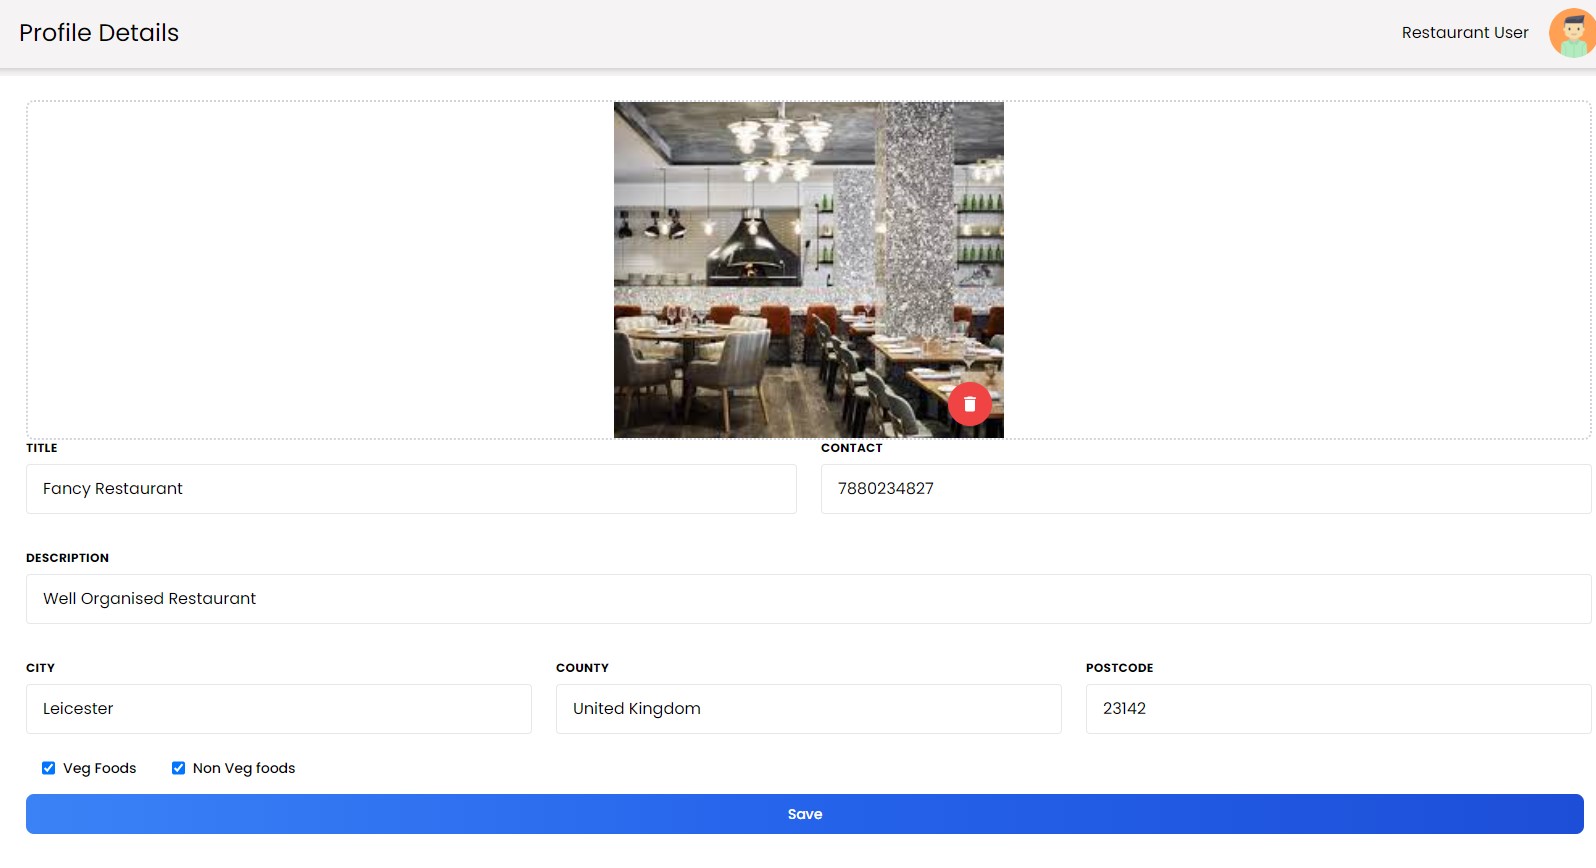 Profile Details
Restaurant User
TITLE
CONTACT
Fancy Restaurant
7880234827
DESCRIPTION
Well Organised Restaurant
CITY
COUNTY
POSTCODE
Leicester
United Kingdom
23142
Veg Foods
Non Veg foods
Save